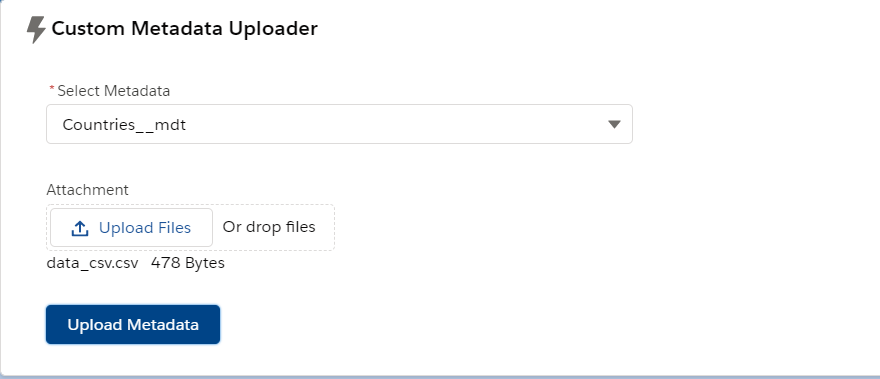 Custom Metadata Uploader
* Select Metadata
Countries__mdt
Attachment
Upload Files Or drop files
data_csv.csv 478 Bytes
Upload Metadata